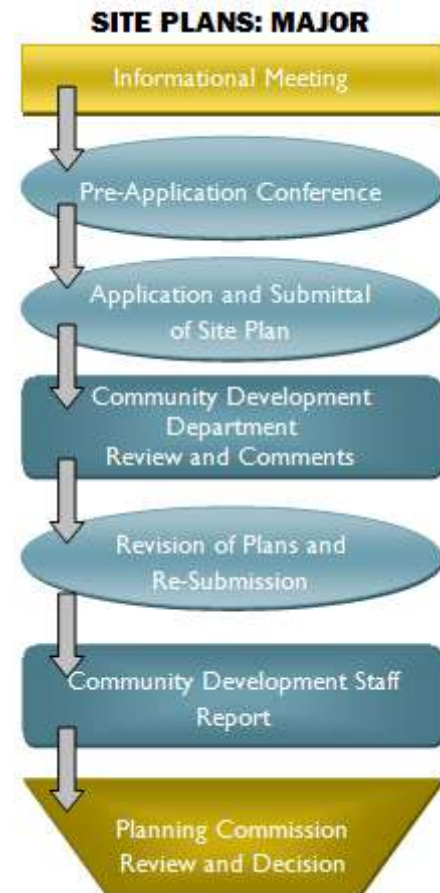 SITE PLANS: MAJOR
Informational Meeting
Pre-Application Conference
Application and Submittal
of Site Plan
Community Development
Department
Review and Comments
Revision of Plans and
Re-Submission
Community Development Staff
Report
Planning Commission
Review and Decision